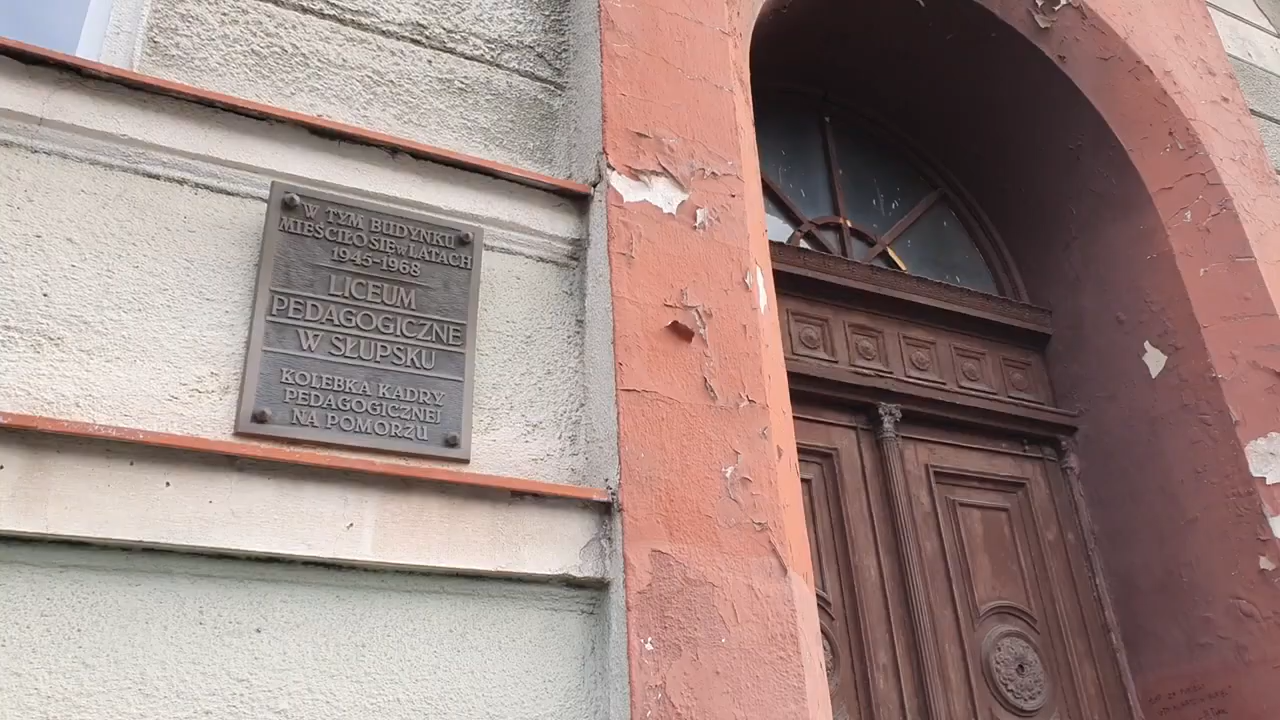 W TYM BUDYNKU
MIEŚCIŁO SIĘ W LATACH
1945-1968
LICEUM
PEDAGOGICZNE
W SŁUPSKU
KOLEBKA KADRY
PEDAGOGICZNEJ
NA POMORZU